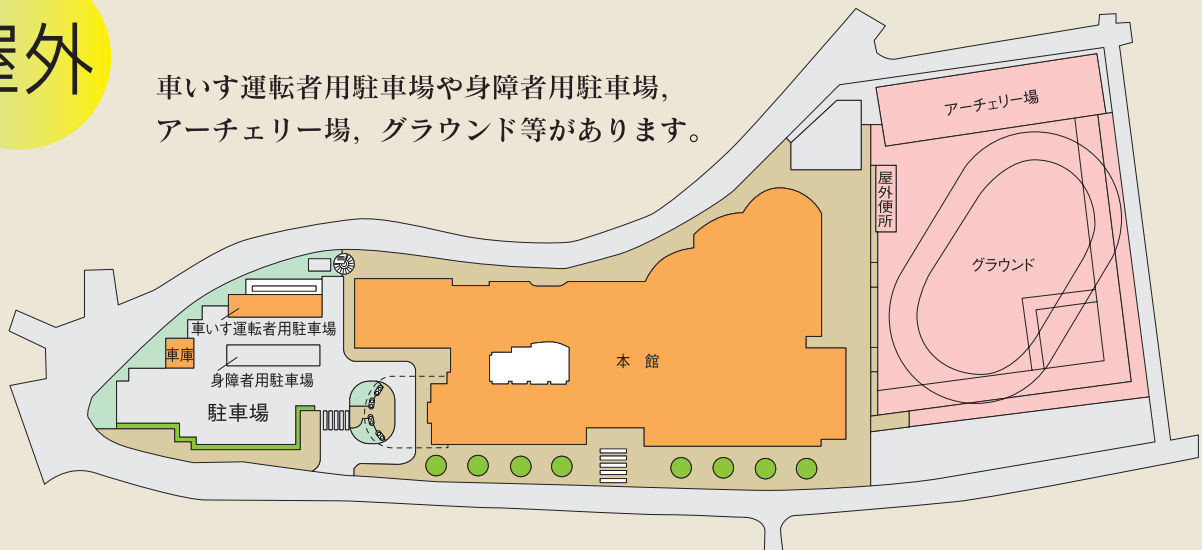 屋外
車いす運転者用駐車場や身障者用駐車場，
アーチェリー場，グラウンド等があります。
アーチェリー場
屋外便所
グラウンド
車いす運転者用駐車場
車庫
身障者用駐車場
駐車場
本館